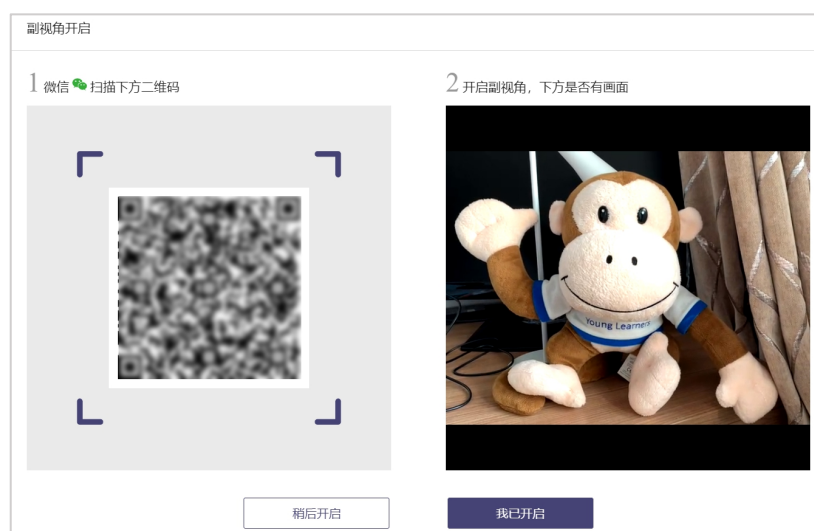 副视角开启
1 微信 扫描下方二维码
2 开启副视角，下方是否有画面
Young Learners
稍后开启
我已开启